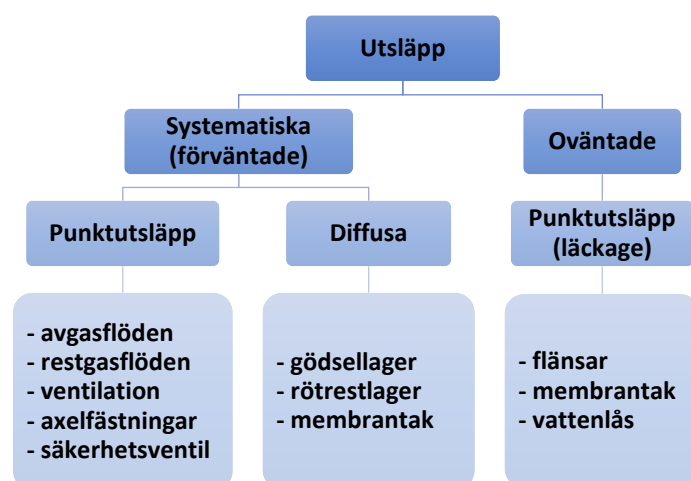 Utsläpp
Systematiska
(förväntade)
Oväntade
Punktutsläpp
Diffusa
Punktutsläpp
(läckage)
- avgasflöden
- restgasflöden
- ventilation
- axelfästningar
- säkerhetsventil
- gödsellager
- rötrestlager
- membrantak
- flänsar
- membrantak
- vattenlås